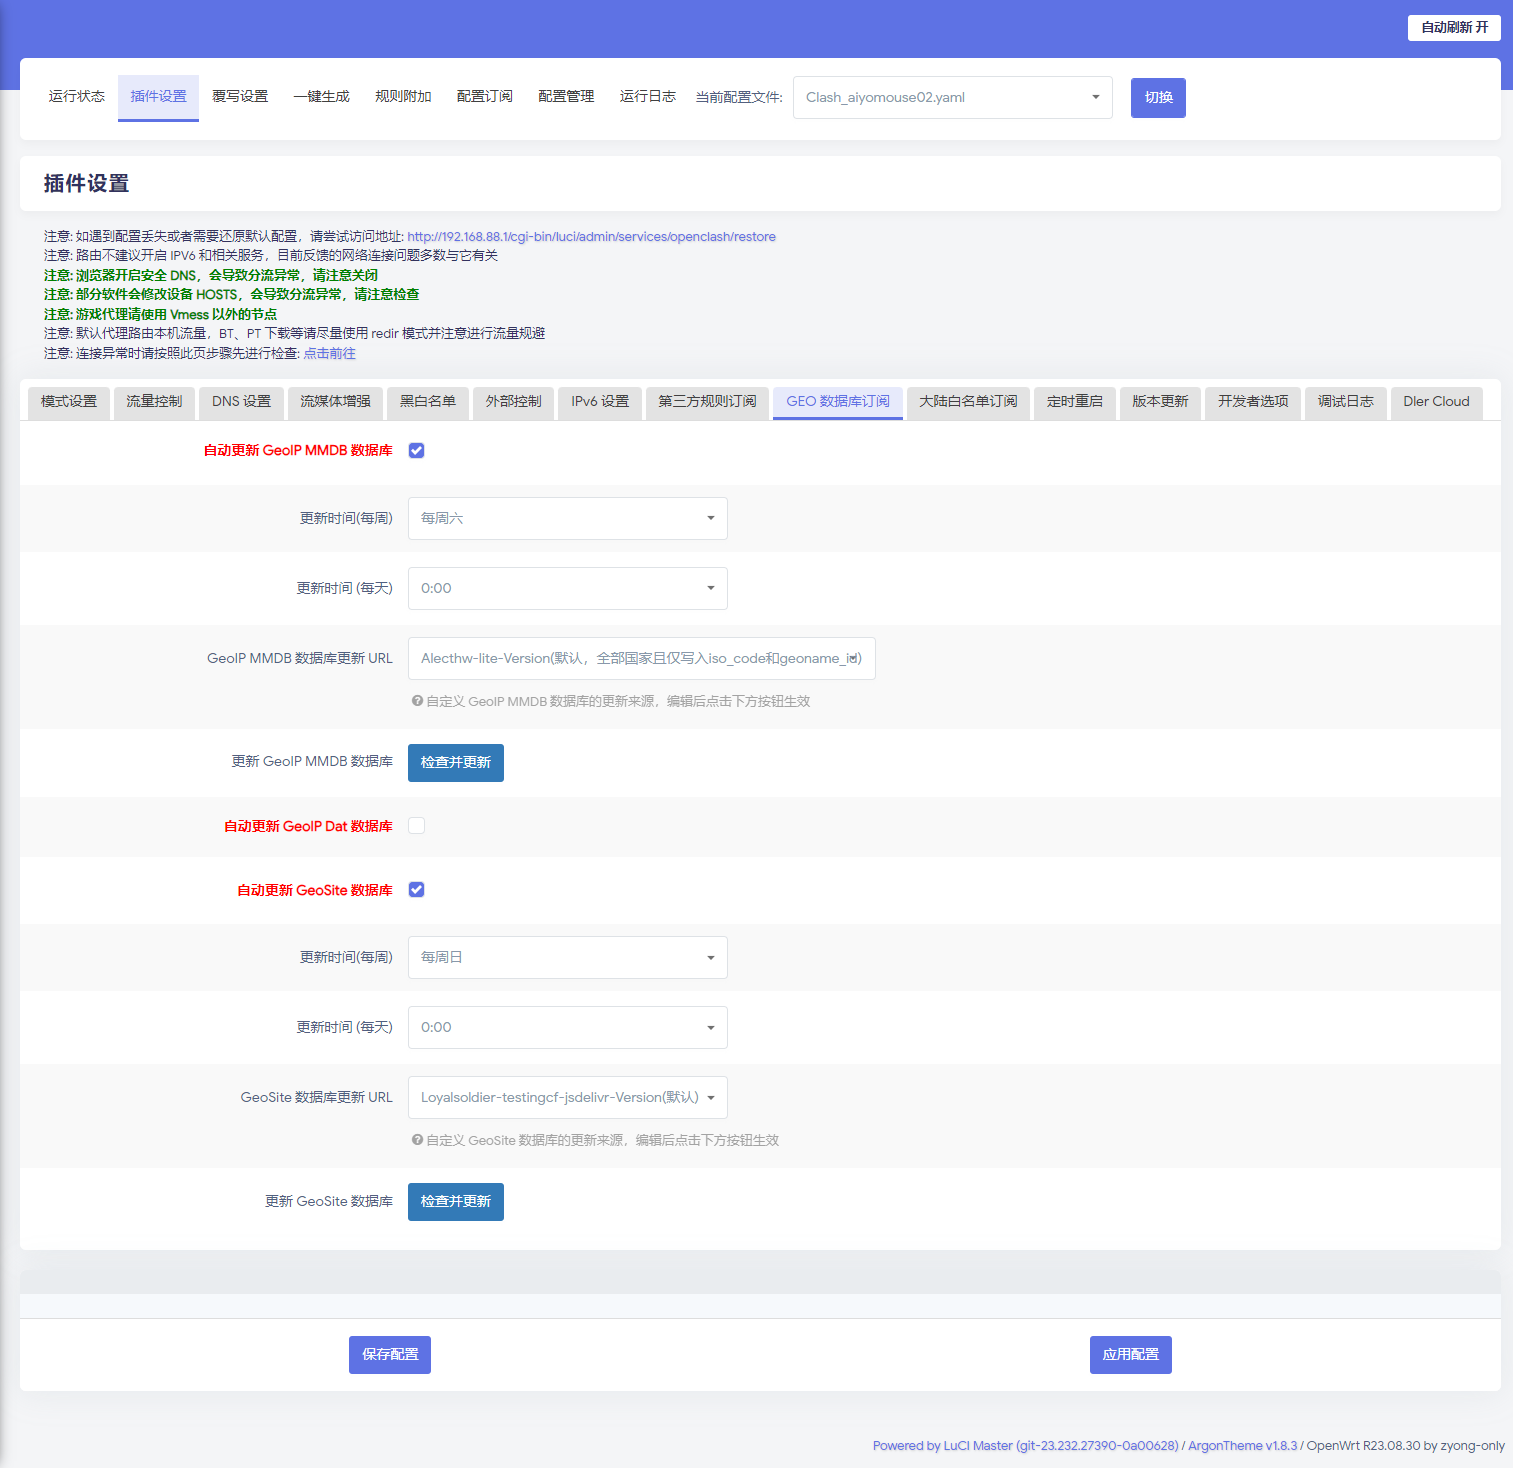 自动刷新 开
运行状态 插件设置 覆写设置 一键生成 规则附加 配置订阅 配置管理 运行日志 当前配置文件: Clash_aiyomouse02.yaml 切换
插件设置
注意: 如遇到配置丢失或者需要还原默认配置，请尝试访问地址: http://192.168.88.1/cgi-bin/luci/admin/services/openclash/restore
注意: 路由不建议开启 IPV6 和相关服务，目前反馈的网络连接问题多数与它有关
注意: 浏览器开启安全 DNS，会导致分流异常，请注意关闭
注意: 部分软件会修改设备 HOSTS，会导致分流异常，请注意检查
注意: 游戏代理请使用 Vmess 以外的节点
注意: 默认代理路由本机流量，BT、PT 下载等请尽量使用 redir 模式并注意进行流量规避
注意: 连接异常时请按照此页步骤先进行检查: 点击前往
模式设置 流量控制 DNS 设置 流媒体增强 黑白名单 外部控制 IPv6 设置 第三方规则订阅 GEO 数据库订阅 大陆白名单订阅 定时重启 版本更新 开发者选项 调试日志 Dler Cloud
自动更新 GeoIP MMDB 数据库
更新时间(每周) 每周六
更新时间 (每天) 0:00
GeoIP MMDB 数据库更新 URL Alecthw-lite-Version(默认，全部国家且仅写入iso_code和geoname_id)
自定义 GeoIP MMDB 数据库的更新来源，编辑后点击下方按钮生效
更新 GeoIP MMDB 数据库 检查并更新
自动更新 GeoIP Dat 数据库
自动更新 GeoSite 数据库
更新时间(每周) 每周日
更新时间 (每天) 0:00
GeoSite 数据库更新 URL Loyalsoldier-testingcf-jsdelivr-Version(默认)
自定义 GeoSite 数据库的更新来源，编辑后点击下方按钮生效
更新 GeoSite 数据库 检查并更新
保存配置 应用配置
Powered by LuCI Master (git-23.232.27390-0a00628) / ArgonTheme v1.8.3 / OpenWrt R23.08.30 by zyong-only